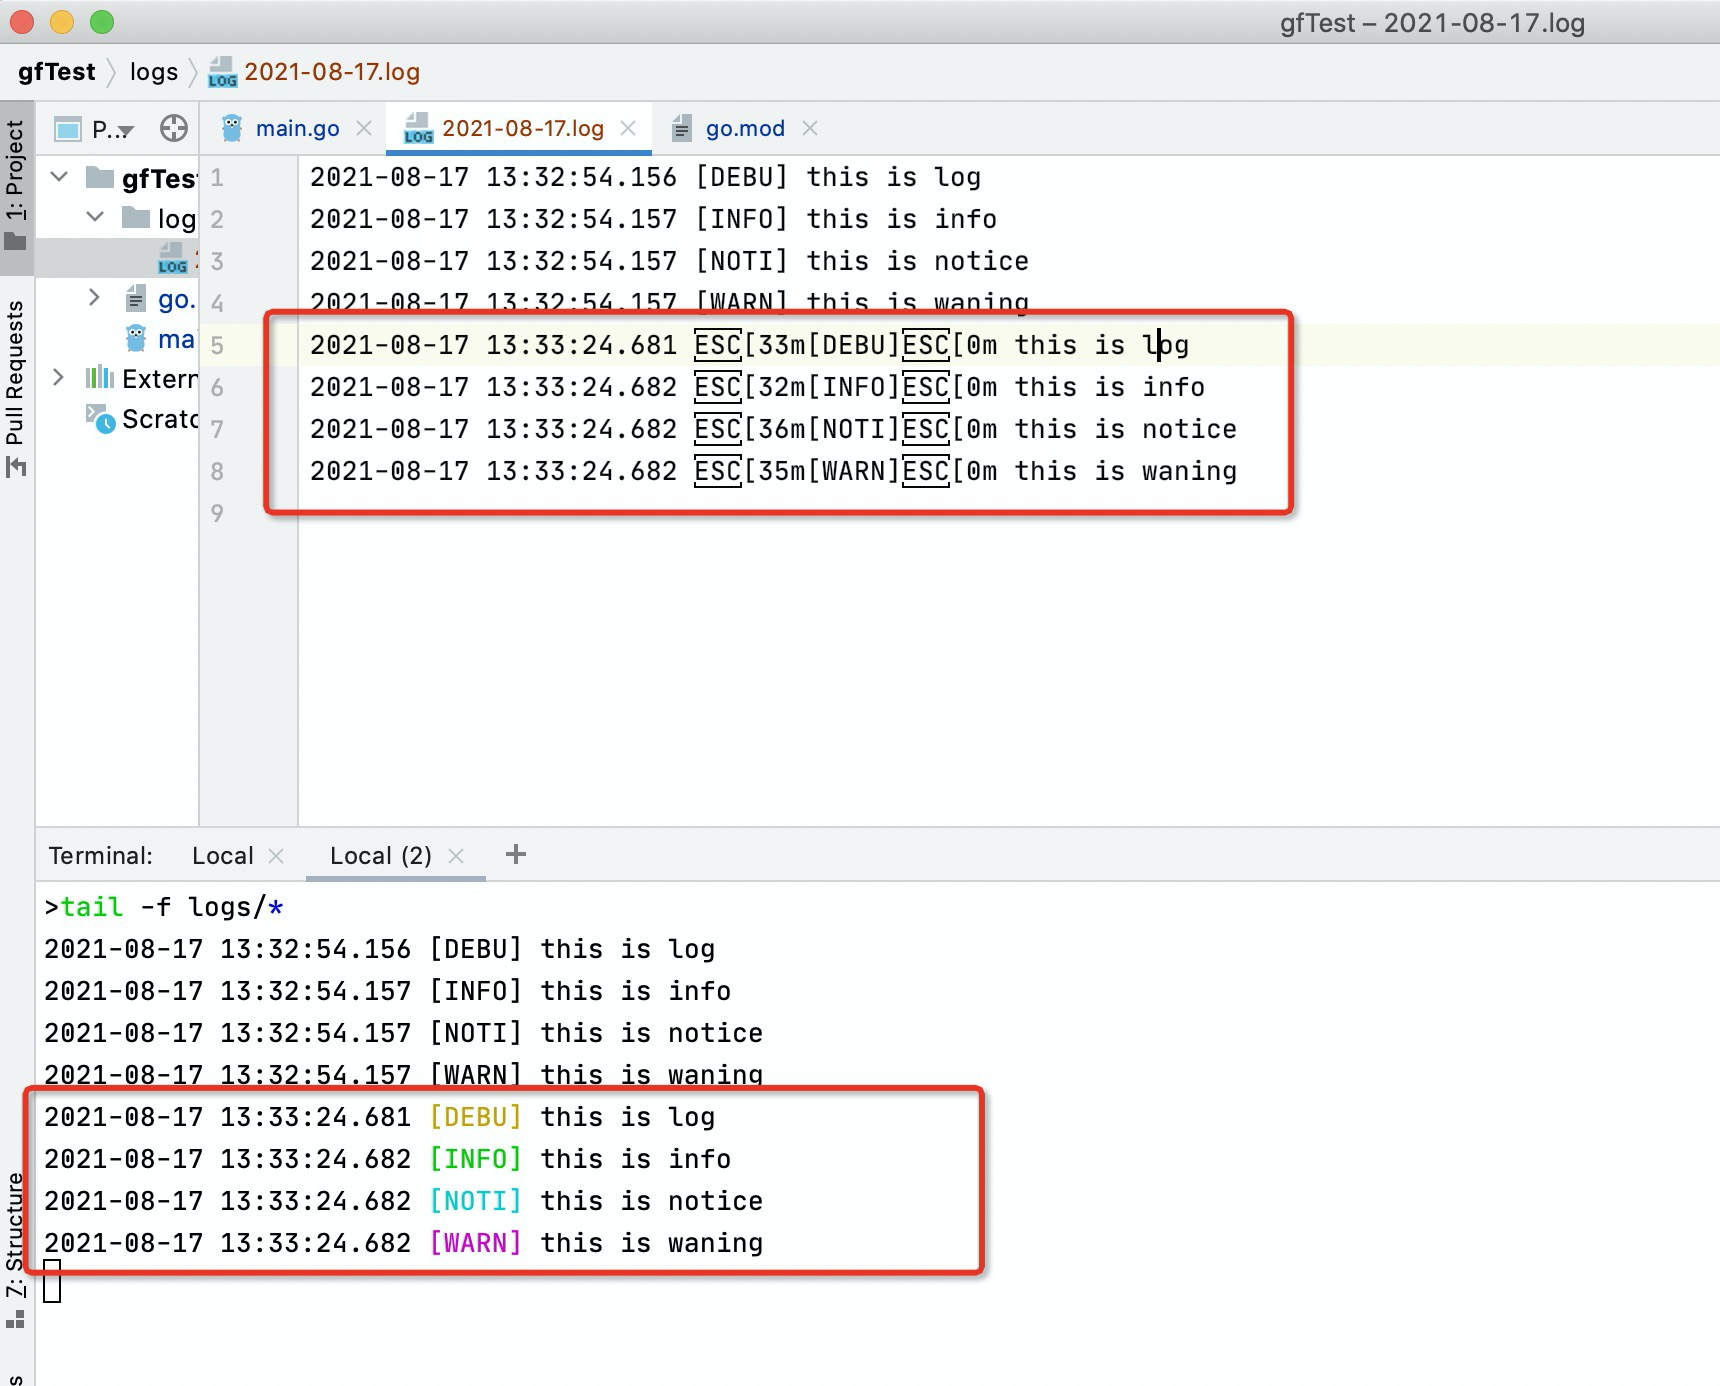 gfTest – 2021-08-17.log
gfTest logs LOG 2021-08-17.log
1: Project
Pull Requests
Z: Structure
s
P...
main.go
LOG 2021-08-17.log
go.mod
gfTes
log
LOG 2
go.
ma
Extern
Scratc
1 2021-08-17 13:32:54.156 [DEBU] this is log
2 2021-08-17 13:32:54.157 [INFO] this is info
3 2021-08-17 13:32:54.157 [NOTI] this is notice
4 2021-08-17 13:32:54.157 [WARN] this is waning
5 2021-08-17 13:33:24.681 ESC[33m[DEBU]ESC[0m this is log
6 2021-08-17 13:33:24.682 ESC[32m[INFO]ESC[0m this is info
7 2021-08-17 13:33:24.682 ESC[36m[NOTI]ESC[0m this is notice
8 2021-08-17 13:33:24.682 ESC[35m[WARN]ESC[0m this is waning
9
Terminal: Local Local (2)
>tail -f logs/*
2021-08-17 13:32:54.156 [DEBU] this is log
2021-08-17 13:32:54.157 [INFO] this is info
2021-08-17 13:32:54.157 [NOTI] this is notice
2021-08-17 13:32:54.157 [WARN] this is waning
2021-08-17 13:33:24.681 [DEBU] this is log
2021-08-17 13:33:24.682 [INFO] this is info
2021-08-17 13:33:24.682 [NOTI] this is notice
2021-08-17 13:33:24.682 [WARN] this is waning